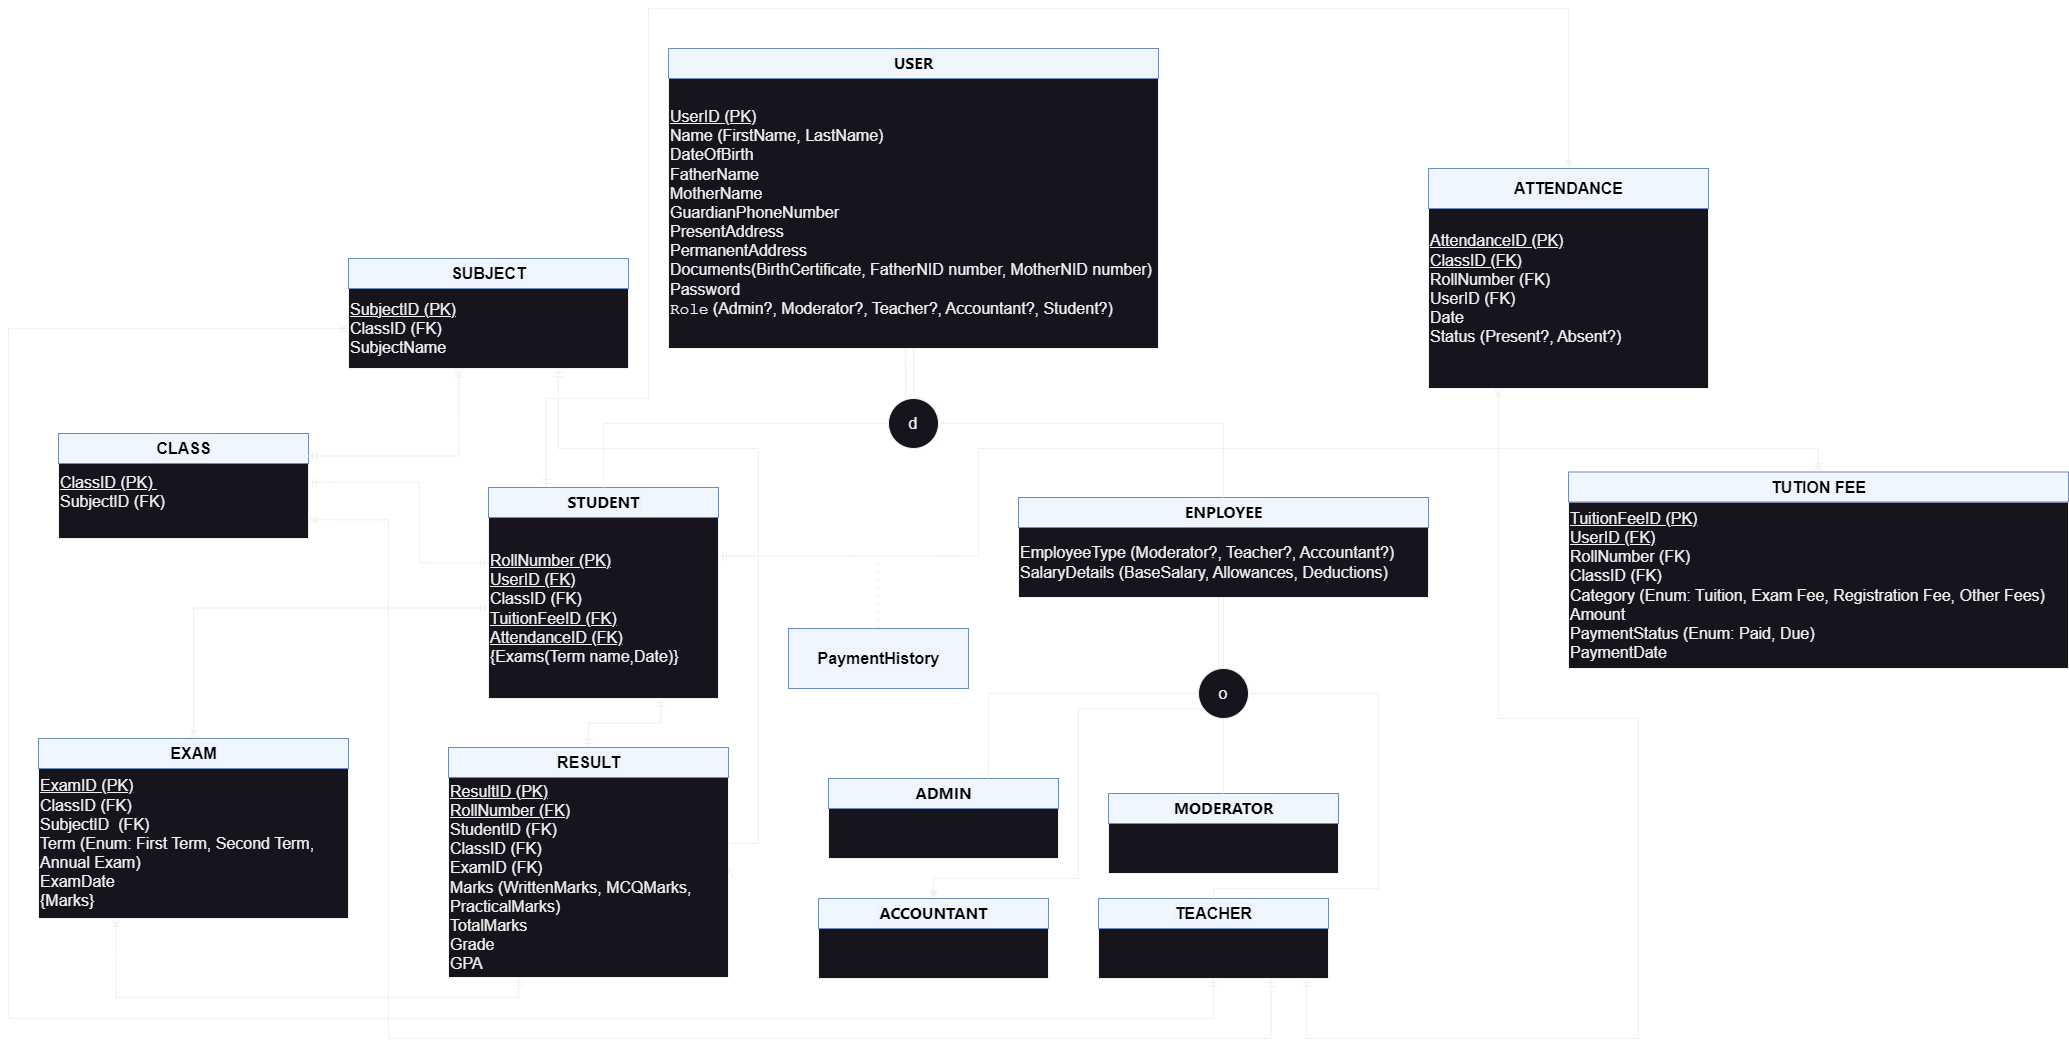 USER
UserID (PK)
Name (FirstName, LastName)
DateOfBirth
FatherName
MotherName
GuardianPhoneNumber
PresentAddress
PermanentAddress
Documents(BirthCertificate, FatherNID number, MotherNID number)
Password
Role (Admin?, Moderator?, Teacher?, Accountant?, Student?)
ATTENDANCE
AttendanceID (PK)
ClassID (FK)
RollNumber (FK)
UserID (FK)
Date
Status (Present?, Absent?)
SUBJECT
SubjectID (PK)
ClassID (FK)
SubjectName
d
CLASS
ClassID (PK)
SubjectID (FK)
STUDENT
RollNumber (PK)
UserID (FK)
ClassID (FK)
TuitionFeeID (FK)
AttendanceID (FK)
{Exams(Term name,Date)}
ENPLOYEE
EmployeeType (Moderator?, Teacher?, Accountant?)
SalaryDetails (BaseSalary, Allowances, Deductions)
TUTION FEE
TuitionFeeID (PK)
UserID (FK)
RollNumber (FK)
ClassID (FK)
Category (Enum: Tuition, Exam Fee, Registration Fee, Other Fees)
Amount
PaymentStatus (Enum: Paid, Due)
PaymentDate
PaymentHistory
o
EXAM
ExamID (PK)
ClassID (FK)
SubjectID  (FK)
Term (Enum: First Term, Second Term,
Annual Exam)
ExamDate
{Marks}
RESULT
ResultID (PK)
RollNumber (FK)
StudentID (FK)
ClassID (FK)
ExamID (FK)
Marks (WrittenMarks, MCQMarks,
PracticalMarks)
TotalMarks
Grade
GPA
ADMIN
MODERATOR
ACCOUNTANT
TEACHER